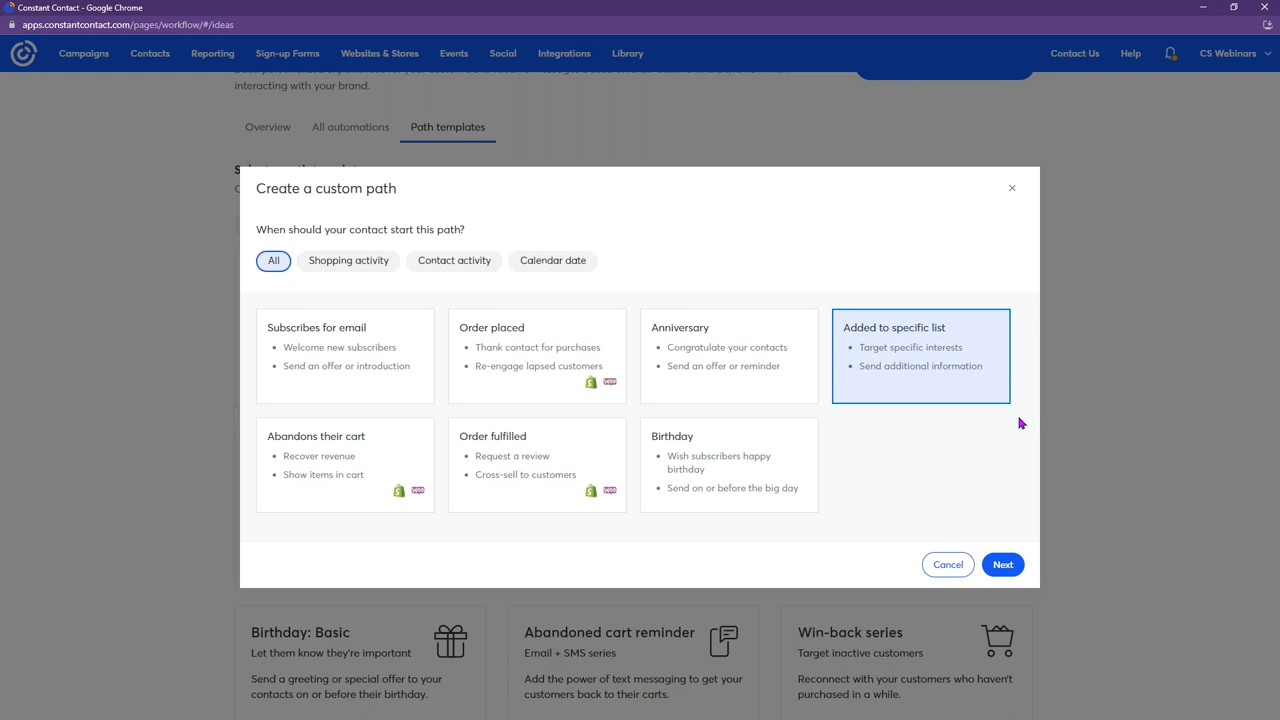 Constant Contact - Google Chrome
apps.constantcontact.com/pages/workflow/#/ideas
Campaigns Contacts Reporting Sign-up Forms Websites & Stores Events Social Integrations Library Contact Us Help CS Webinars
interacting with your brand.
Overview All automations Path templates
Create a custom path
When should your contact start this path?
All Shopping activity Contact activity Calendar date
Subscribes for email
• Welcome new subscribers
• Send an offer or introduction
Order placed
• Thank contact for purchases
• Re-engage lapsed customers
woo
Anniversary
• Congratulate your contacts
• Send an offer or reminder
Added to specific list
• Target specific interests
• Send additional information
Abandons their cart
• Recover revenue
• Show items in cart
woo
Order fulfilled
• Request a review
• Cross-sell to customers
woo
Birthday
• Wish subscribers happy
birthday
• Send on or before the big day
Cancel Next
Birthday: Basic
Let them know they're important
Send a greeting or special offer to your
contacts on or before their birthday.
Abandoned cart reminder
Email + SMS series
Add the power of text messaging to get your
customers back to their carts.
Win-back series
Target inactive customers
Reconnect with your customers who haven't
purchased in a while.